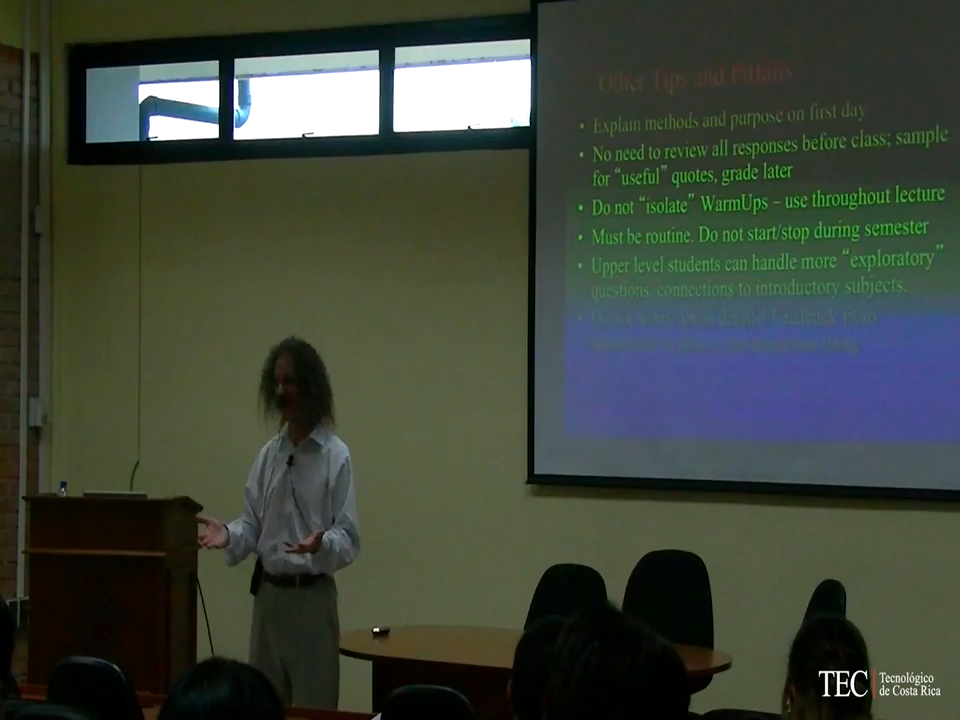 Other Tips and Pitfalls
• Explain methods and purpose on first day
• No need to review all responses before class; sample
for “useful” quotes, grade later
• Do not “isolate” WarmUps – use throughout lecture
• Must be routine. Do not start/stop during semester
• Upper level students can handle more “exploratory”
questions, connections to introductory subjects.
feedback from
TEC Tecnológico
de Costa Rica